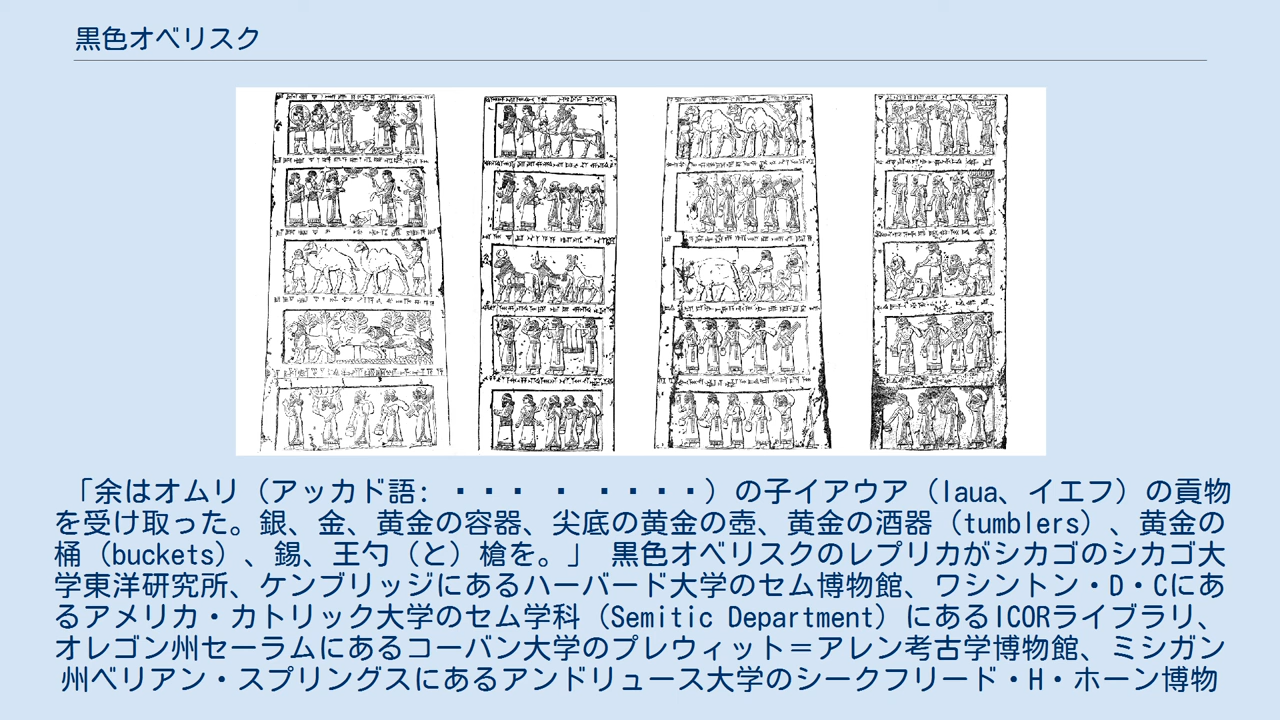 黒色オベリスク
「余はオムリ（アッカド語: ）の子イアウア（Iaua、イエフ）の貢物
を受け取った。銀、金、黄金の容器、尖底の黄金の壺、黄金の酒器（tumblers）、黄金の
桶（buckets）、錫、王勺（と）槍を。」 黒色オベリスクのレプリカがシカゴのシカゴ大
学東洋研究所、ケンブリッジにあるハーバード大学のセム博物館、ワシントン・D・Cにあ
るアメリカ・カトリック大学のセム学科（Semitic Department）にあるICORライブラリ、
オレゴン州セーラムにあるコーバン大学のプレウィット＝アレン考古学博物館、ミシガン
州ベリアン・スプリングスにあるアンドリュース大学のシークフリード・H・ホーン博物